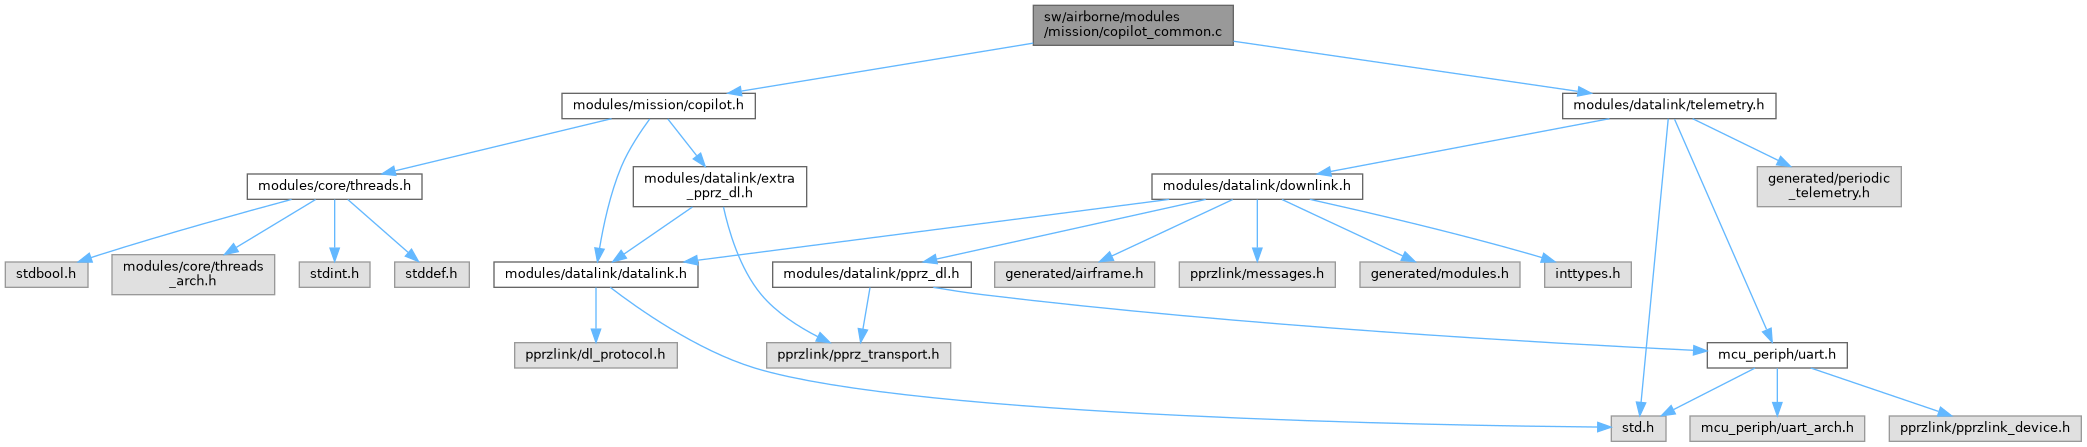 sw/airborne/modules
/mission/copilot_common.c
modules/mission/copilot.h
modules/datalink/telemetry.h
modules/core/threads.h
modules/datalink/extra
_pprz_dl.h
modules/datalink/downlink.h
generated/periodic
_telemetry.h
stdbool.h
modules/core/threads
_arch.h
stdint.h
stddef.h
modules/datalink/datalink.h
modules/datalink/pprz_dl.h
generated/airframe.h
pprzlink/messages.h
generated/modules.h
inttypes.h
pprzlink/dl_protocol.h
pprzlink/pprz_transport.h
mcu_periph/uart.h
std.h
mcu_periph/uart_arch.h
pprzlink/pprzlink_device.h